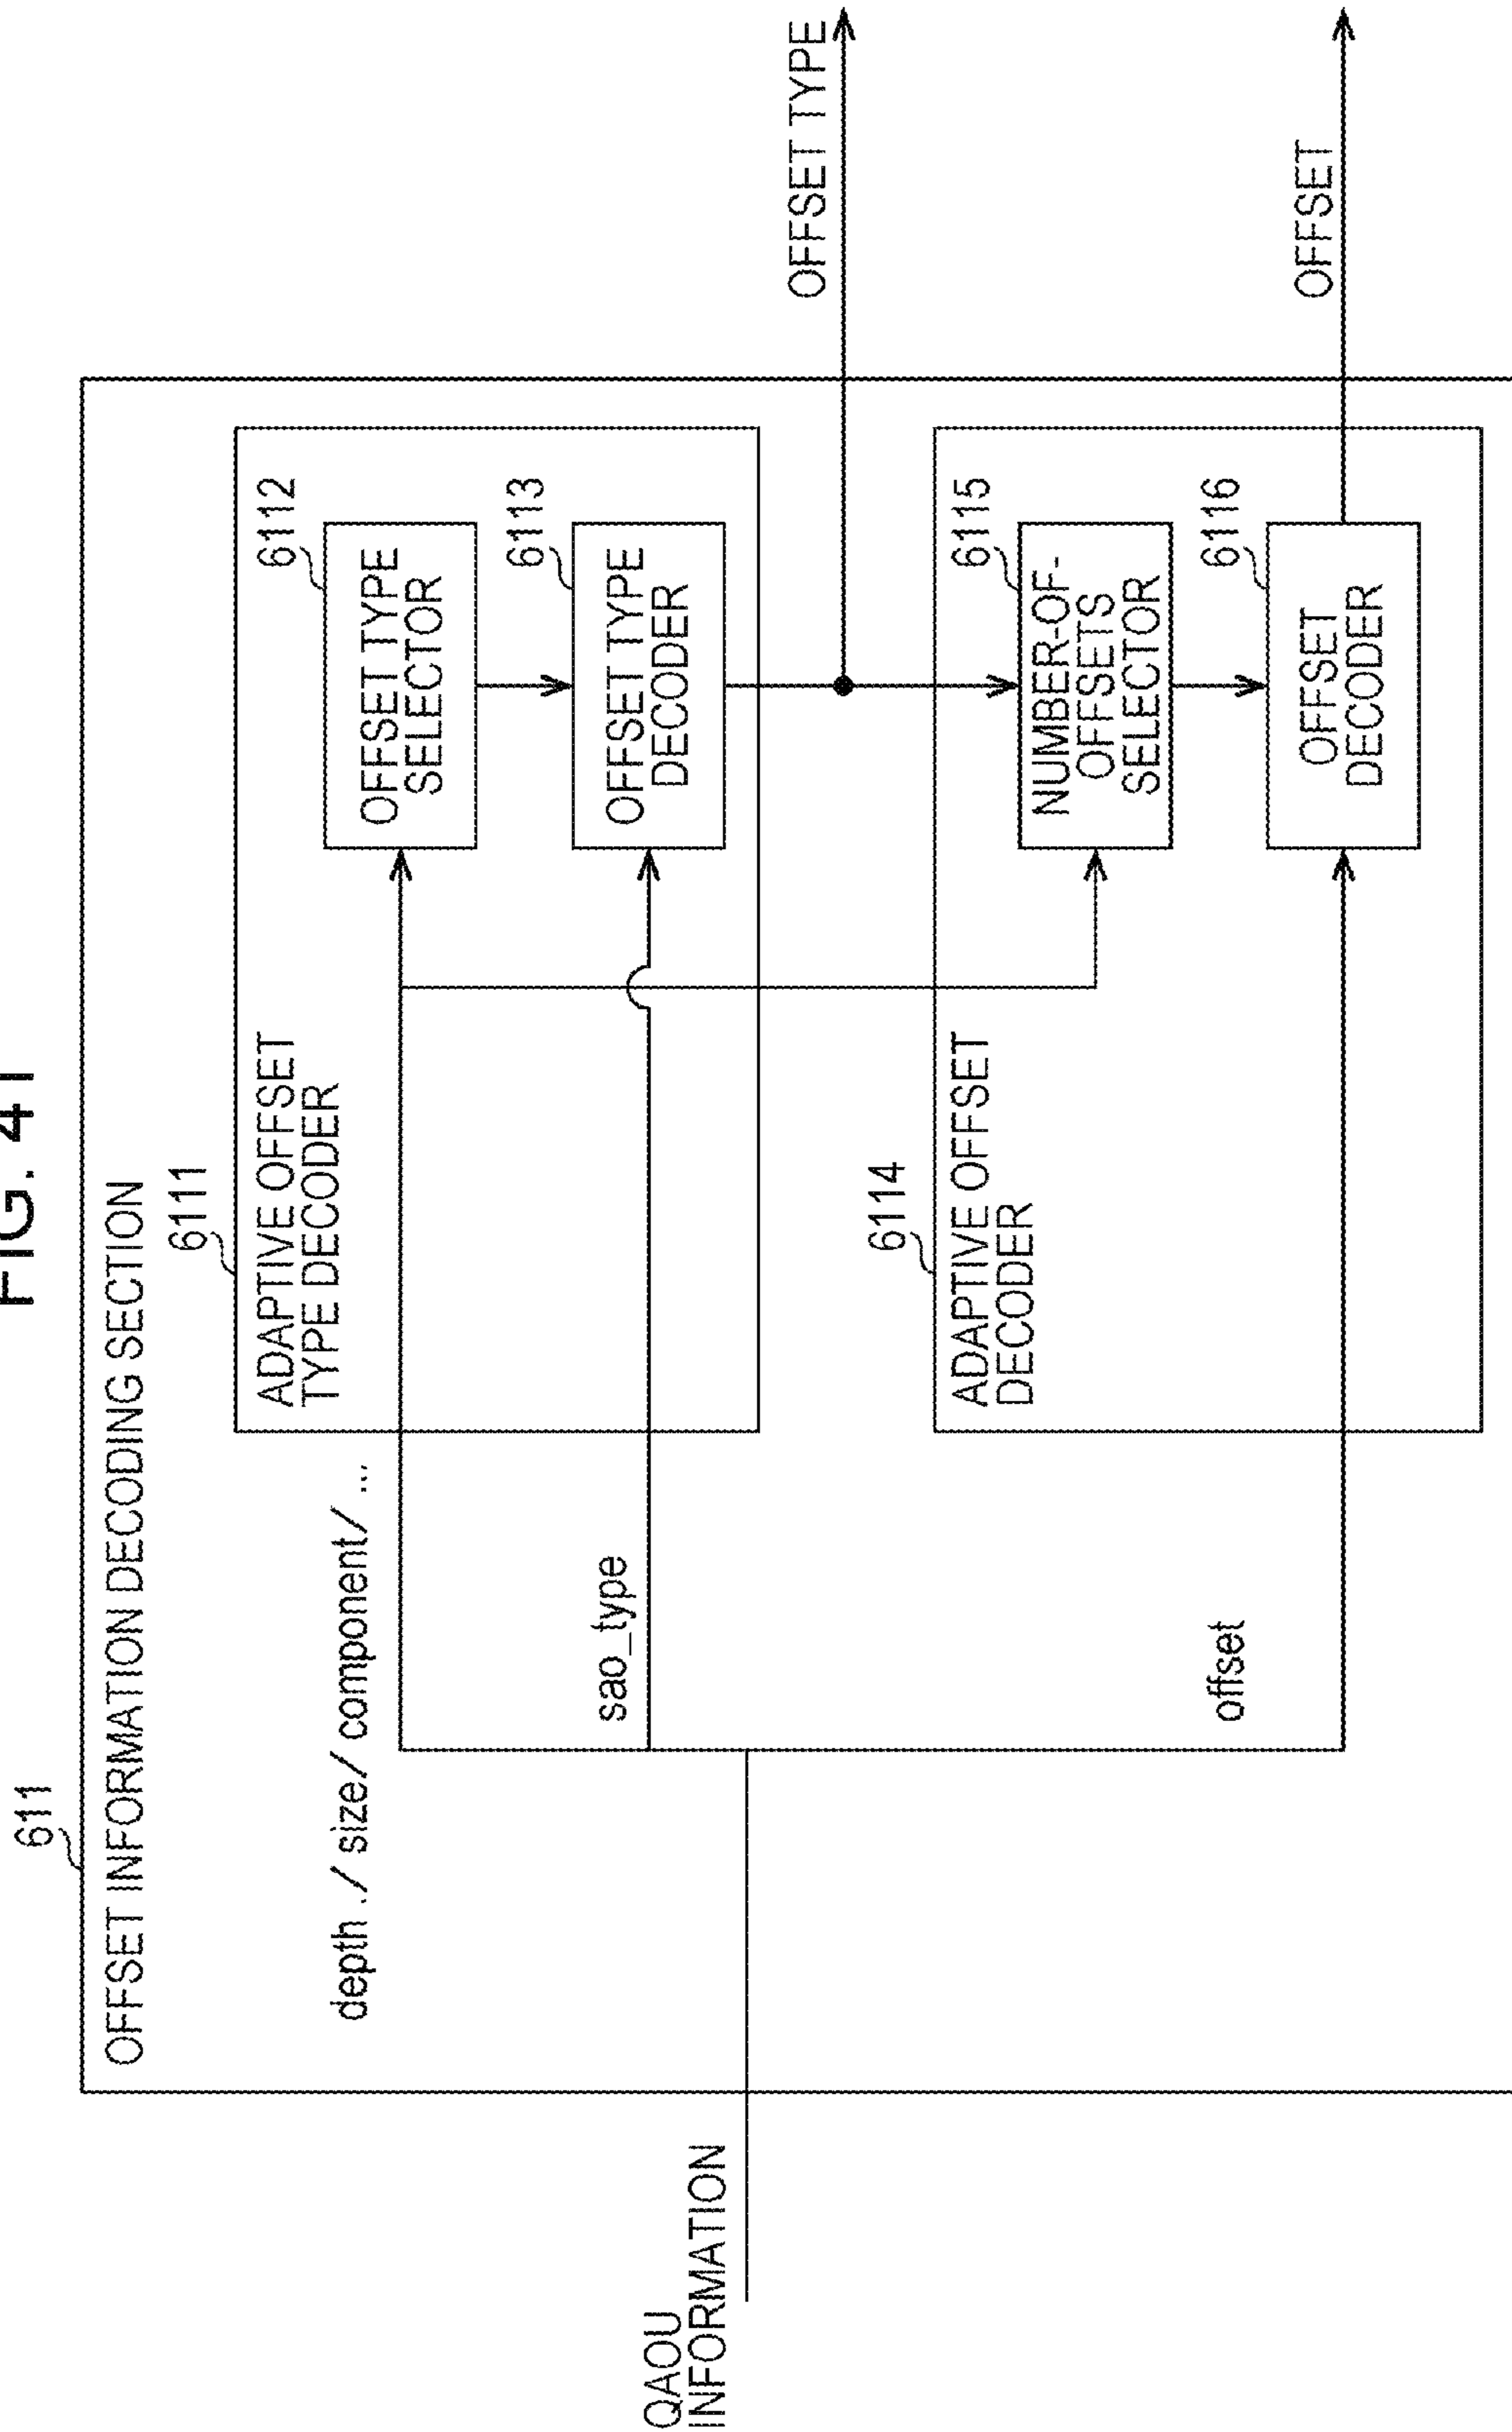 FIG. 41
611
OFFSET INFORMATION DECODING SECTION
6111
ADAPTIVE OFFSET
TYPE DECODER
6112
OFFSET TYPE
SELECTOR
6113
OFFSET TYPE
DECODER
depth ./ size/ component/ ...
sao_type
QAOU
INFORMATION
OFFSET TYPE
6114
ADAPTIVE OFFSET
DECODER
6115
NUMBER-OF-
OFFSETS
SELECTOR
6116
OFFSET
DECODER
offset
OFFSET